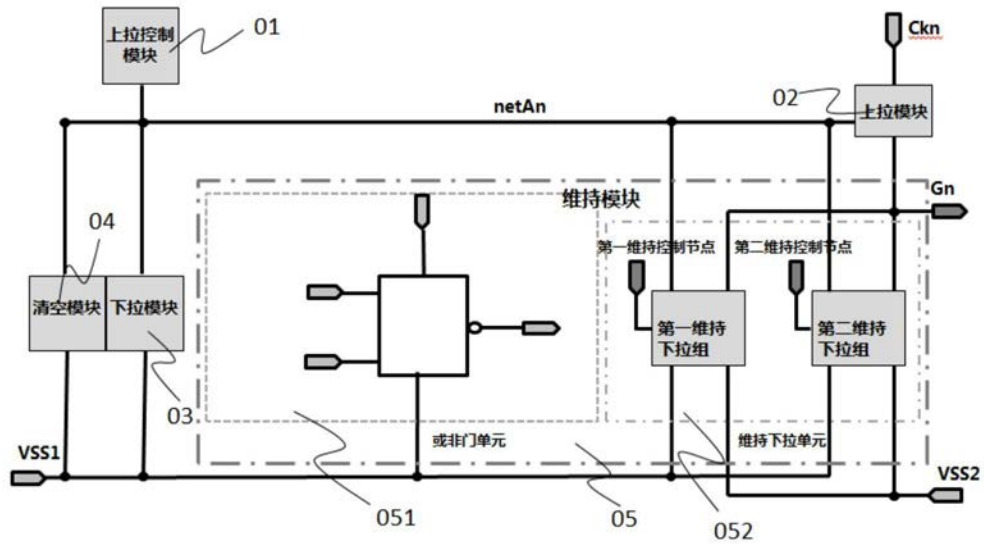 上拉控制
模块
01
Ckn
netAn
02
上拉模块
维持模块
Gn
04
第一维持控制节点
第二维持控制节点
清空模块
下拉模块
第一维持
下拉组
第二维持
下拉组
03
或非门单元
维持下拉单元
VSS1
VSS2
051
05
052